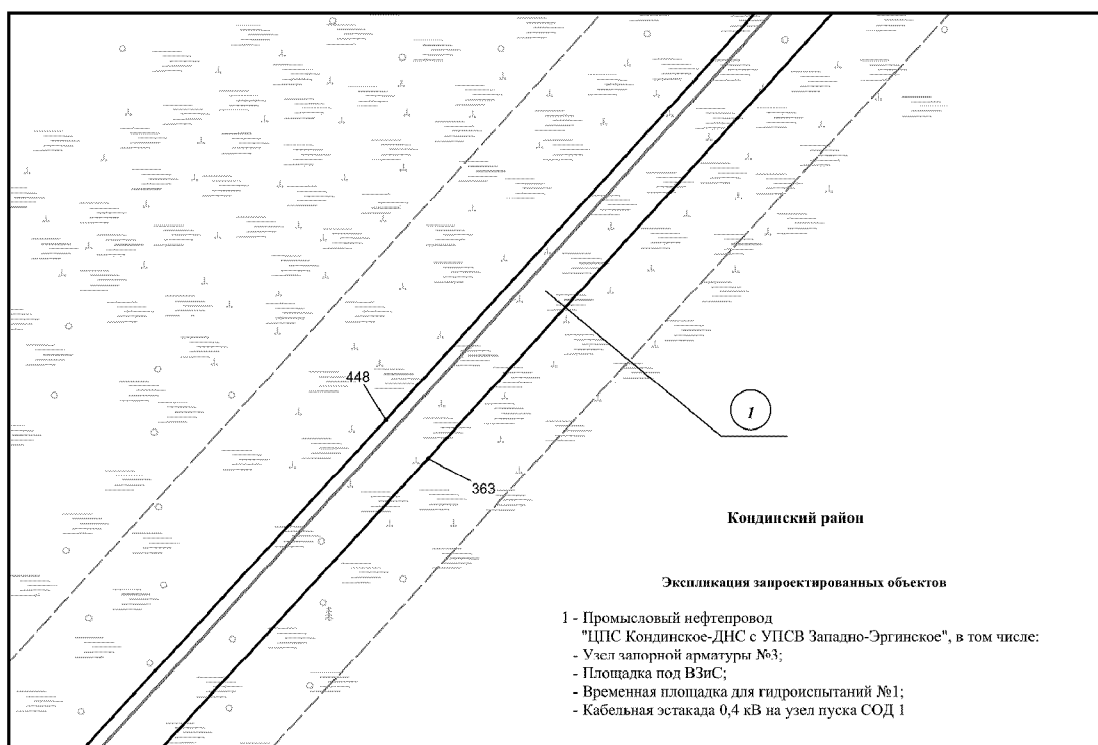 448
1
363
Кондинский район
Экспликация запроектированных объектов
1 - Промысловый нефтепровод
"ЦПС Кондинское-ДНС с УПСВ Западно-Эргинское", в том числе:
- Узел запорной арматуры №3;
- Площадка под ВЗиС;
- Временная площадка для гидроиспытаний №1;
- Кабельная эстакада 0,4 кВ на узел пуска СОД 1